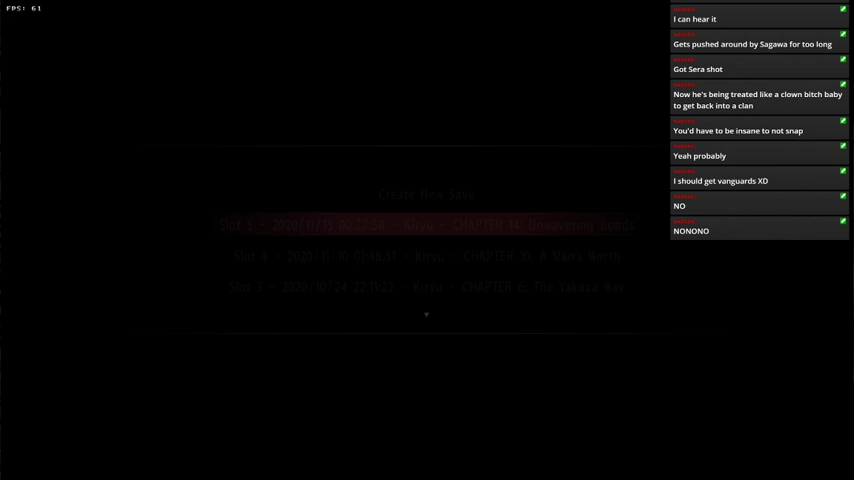 FPS: 61
I can hear it
Gets pushed around by Sagawa for too long
Got Sera shot
Now he's being treated like a clown bitch baby
to get back into a clan
You'd have to be insane to not snap
Yeah probably
I should get vanguards XD
NO
NONONO
Create New Save
Slot 5 - 2020/11/13 00:27:58 - Kiryu - CHAPTER 14: Unwavering Bonds
Slot 4 - 2020/11/10 01:48:31 - Kiryu - CHAPTER 10: A Man's Worth
Slot 3 - 2020/10/24 22:11:22 - Kiryu - CHAPTER 6: The Yakuza Way